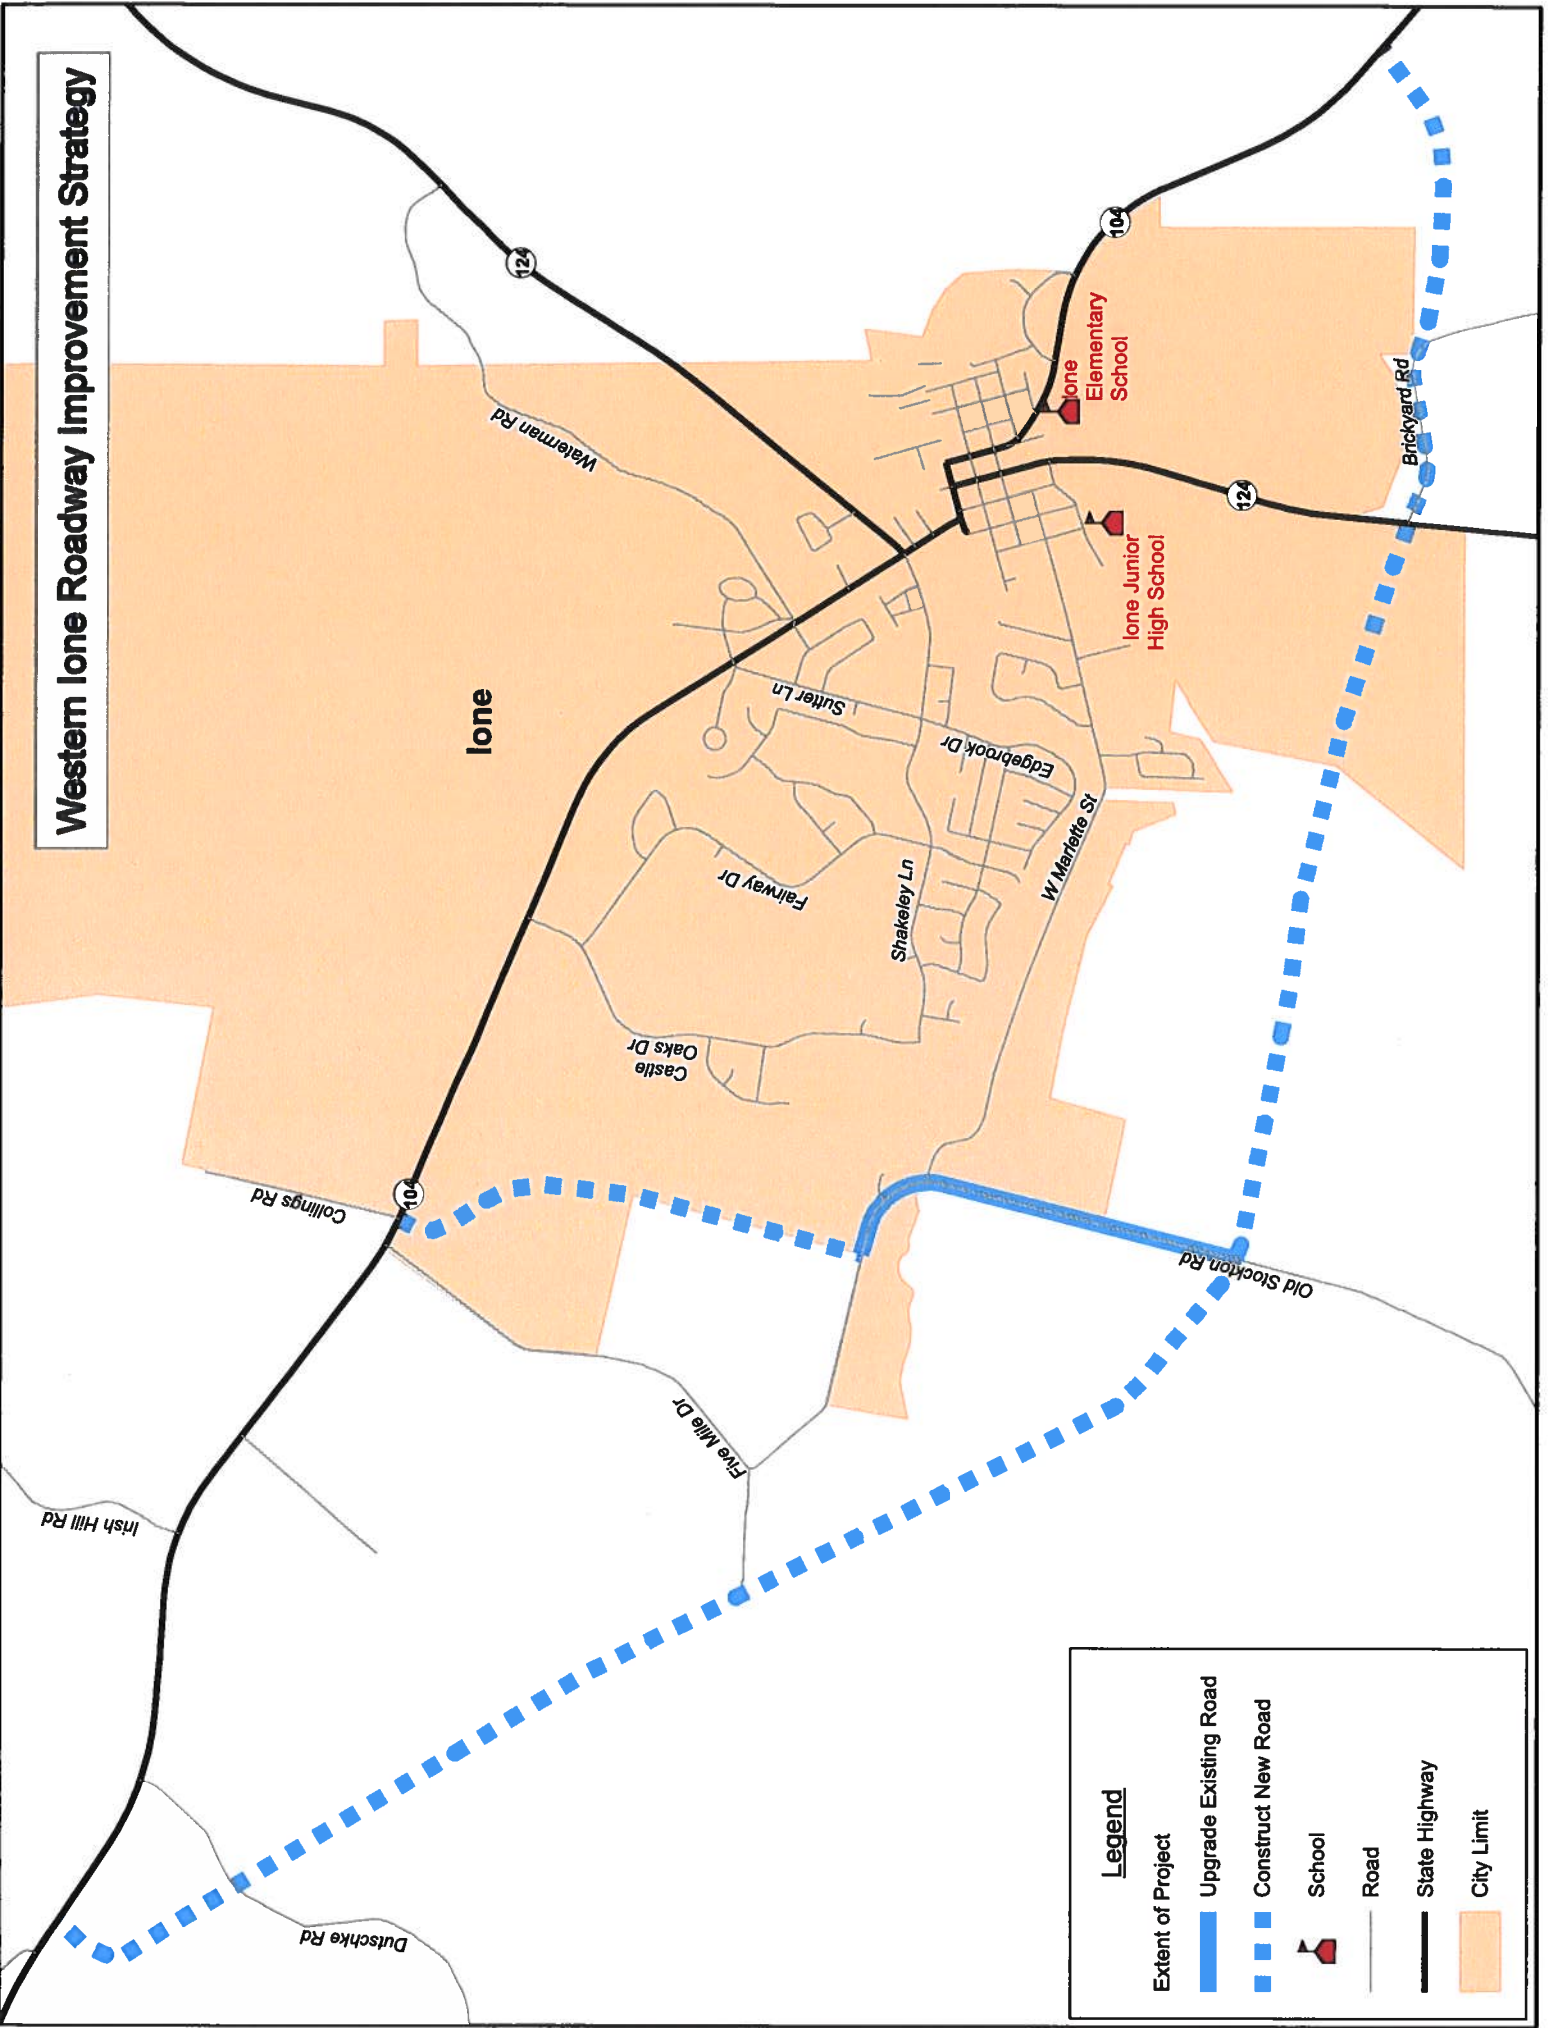 Western Ione Roadway Improvement Strategy
Irish Hill Rd
Dutschke Rd
Collings Rd
104
Five Mile Dr
Castle
Oaks Dr
Ione
Fairway Dr
Shakeley Ln
Sutter Ln
Edgebrook Dr
W Marlette St
Waterman Rd
124
104
Ione
Elementary
School
Ione Junior
High School
124
Brickyard Rd
Old Stockton Rd
Legend
Extent of Project
Upgrade Existing Road
Construct New Road
School
Road
State Highway
City Limit